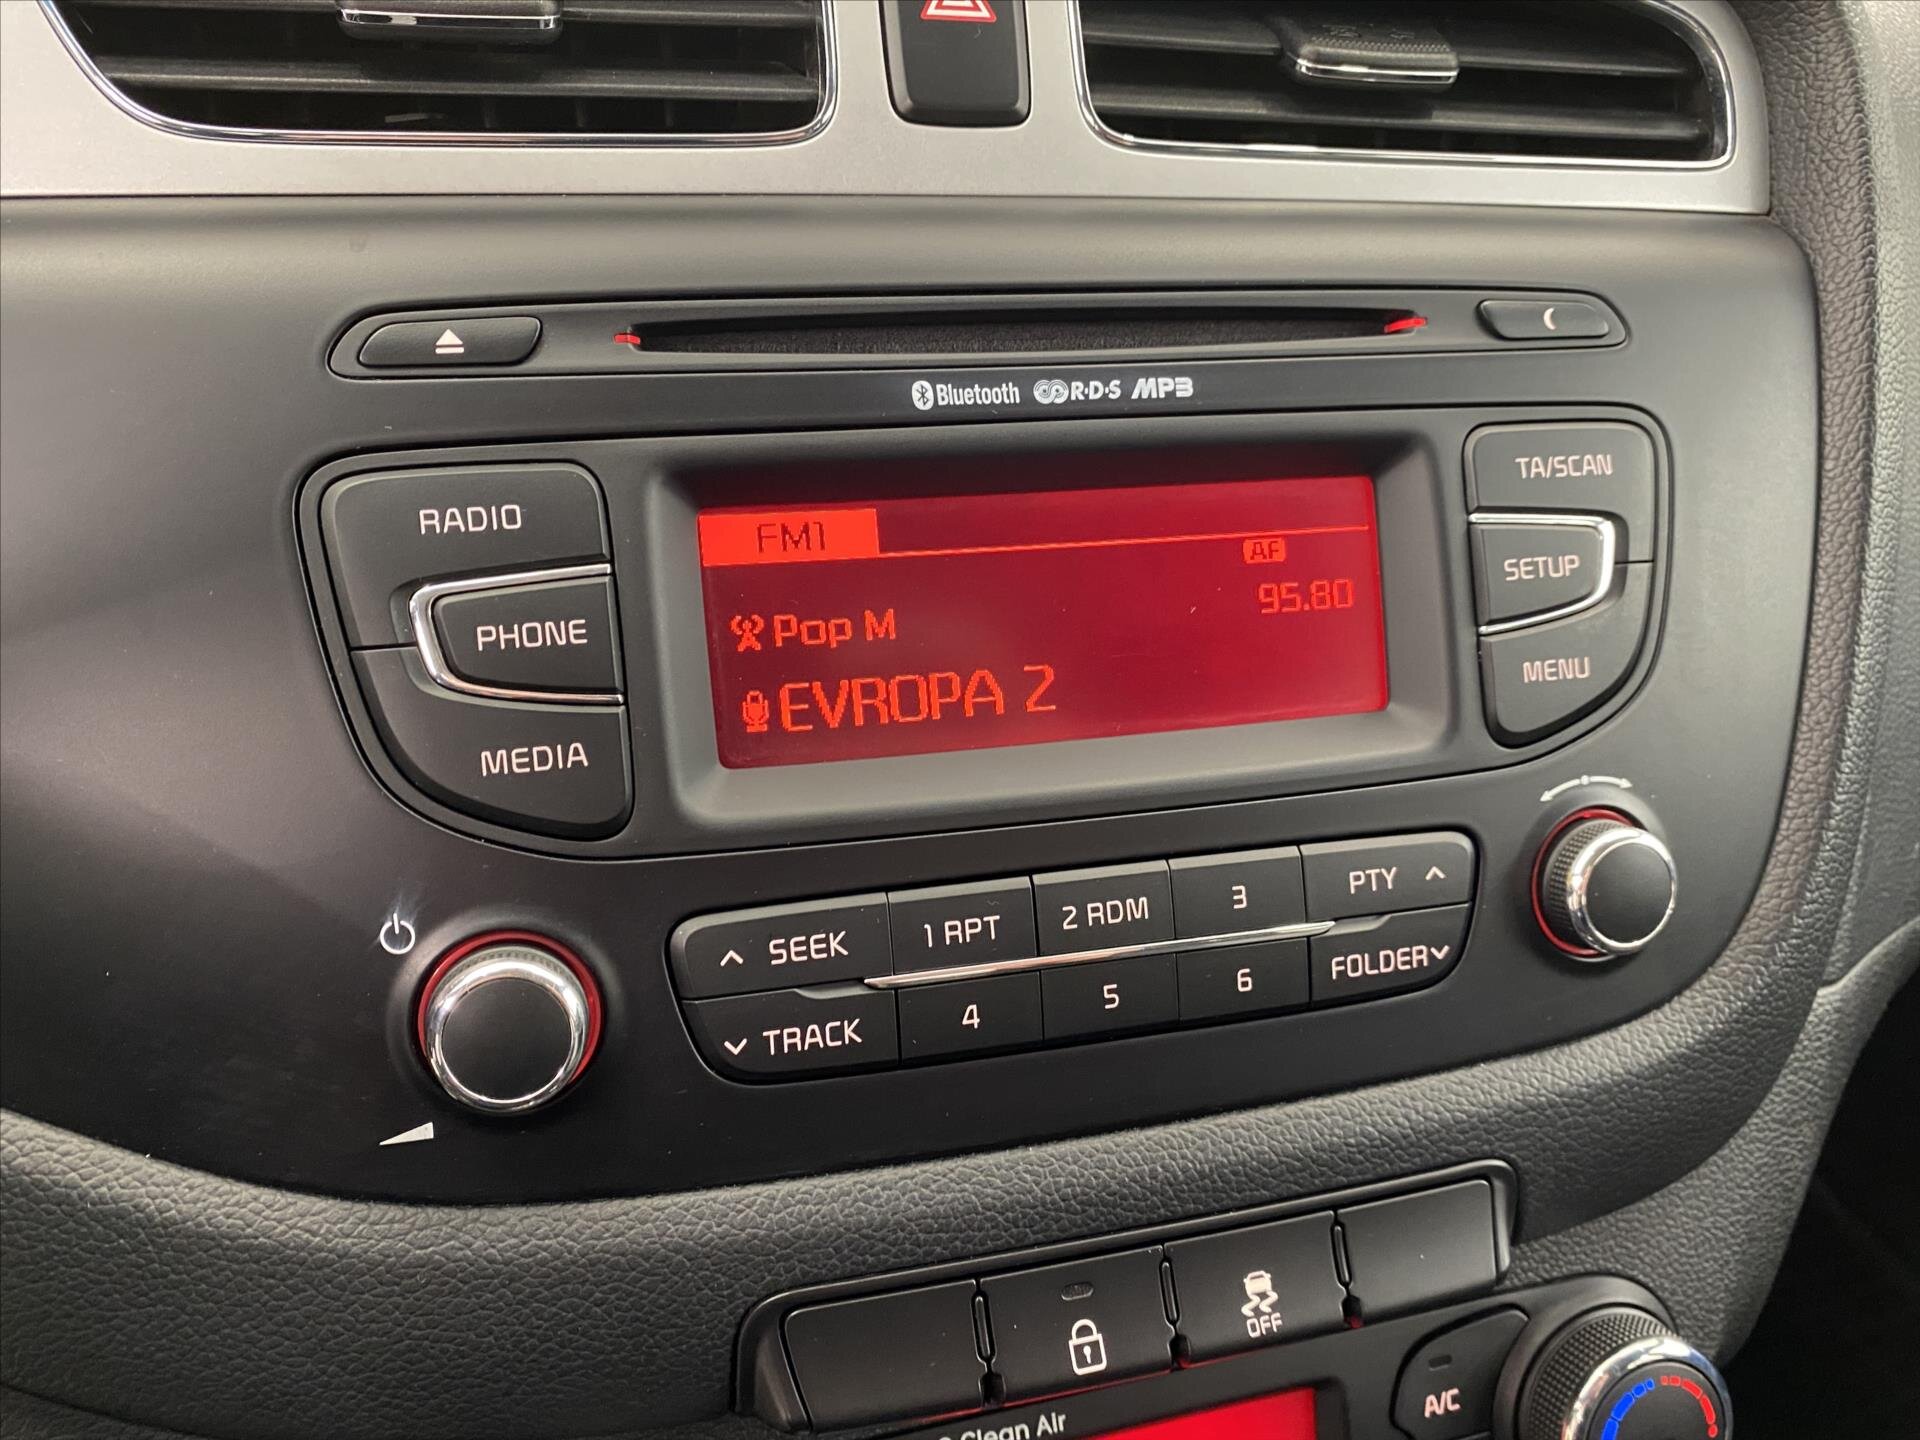 Bluetooth R·D·S MP3
RADIO
PHONE
MEDIA
FM1
AF
95.80
Pop M
EVROPA 2
TA/SCAN
SETUP
MENU
SEEK
1 RPT
2 RDM
3
PTY
TRACK
4
5
6
FOLDER
OFF
A/C
Clean Air